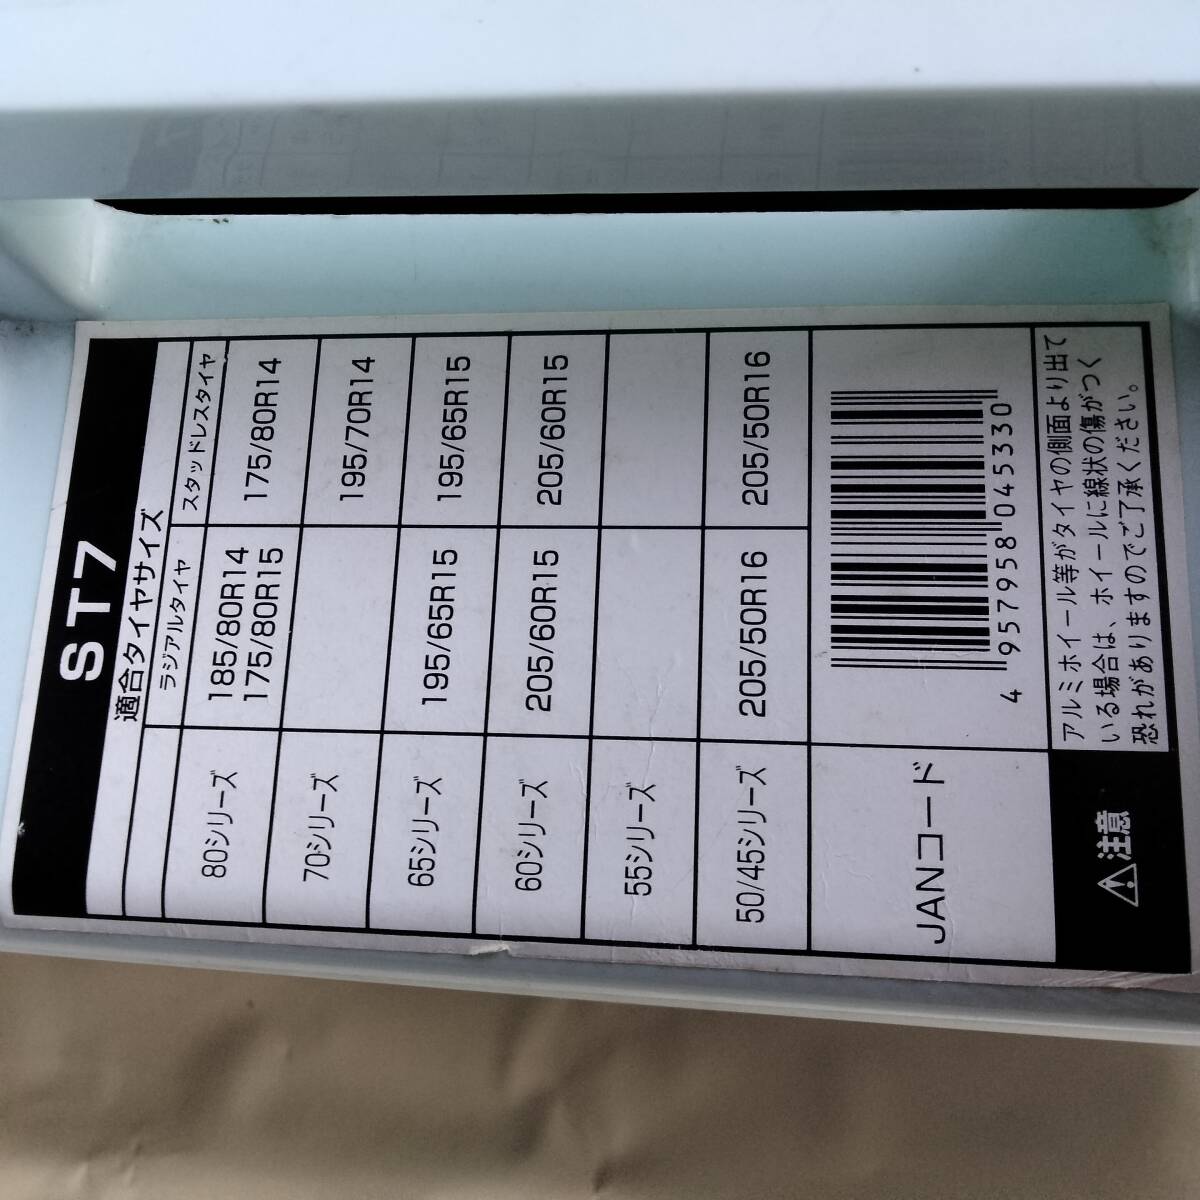 ST7
適合タイヤサイズ
ラジアルタイヤ スタッドレスタイヤ
80シリーズ 185/80R14 175/80R14
175/80R15
70シリーズ 195/70R14
65シリーズ 195/65R15 195/65R15
60シリーズ 205/60R15 205/60R15
55シリーズ
50/45シリーズ 205/50R16 205/50R16
JANコード 4957958045330
注意
アルミホイール等がタイヤの側面より出て
いる場合は、ホイールに線状の傷がつく
恐れがありますのでご了承ください。